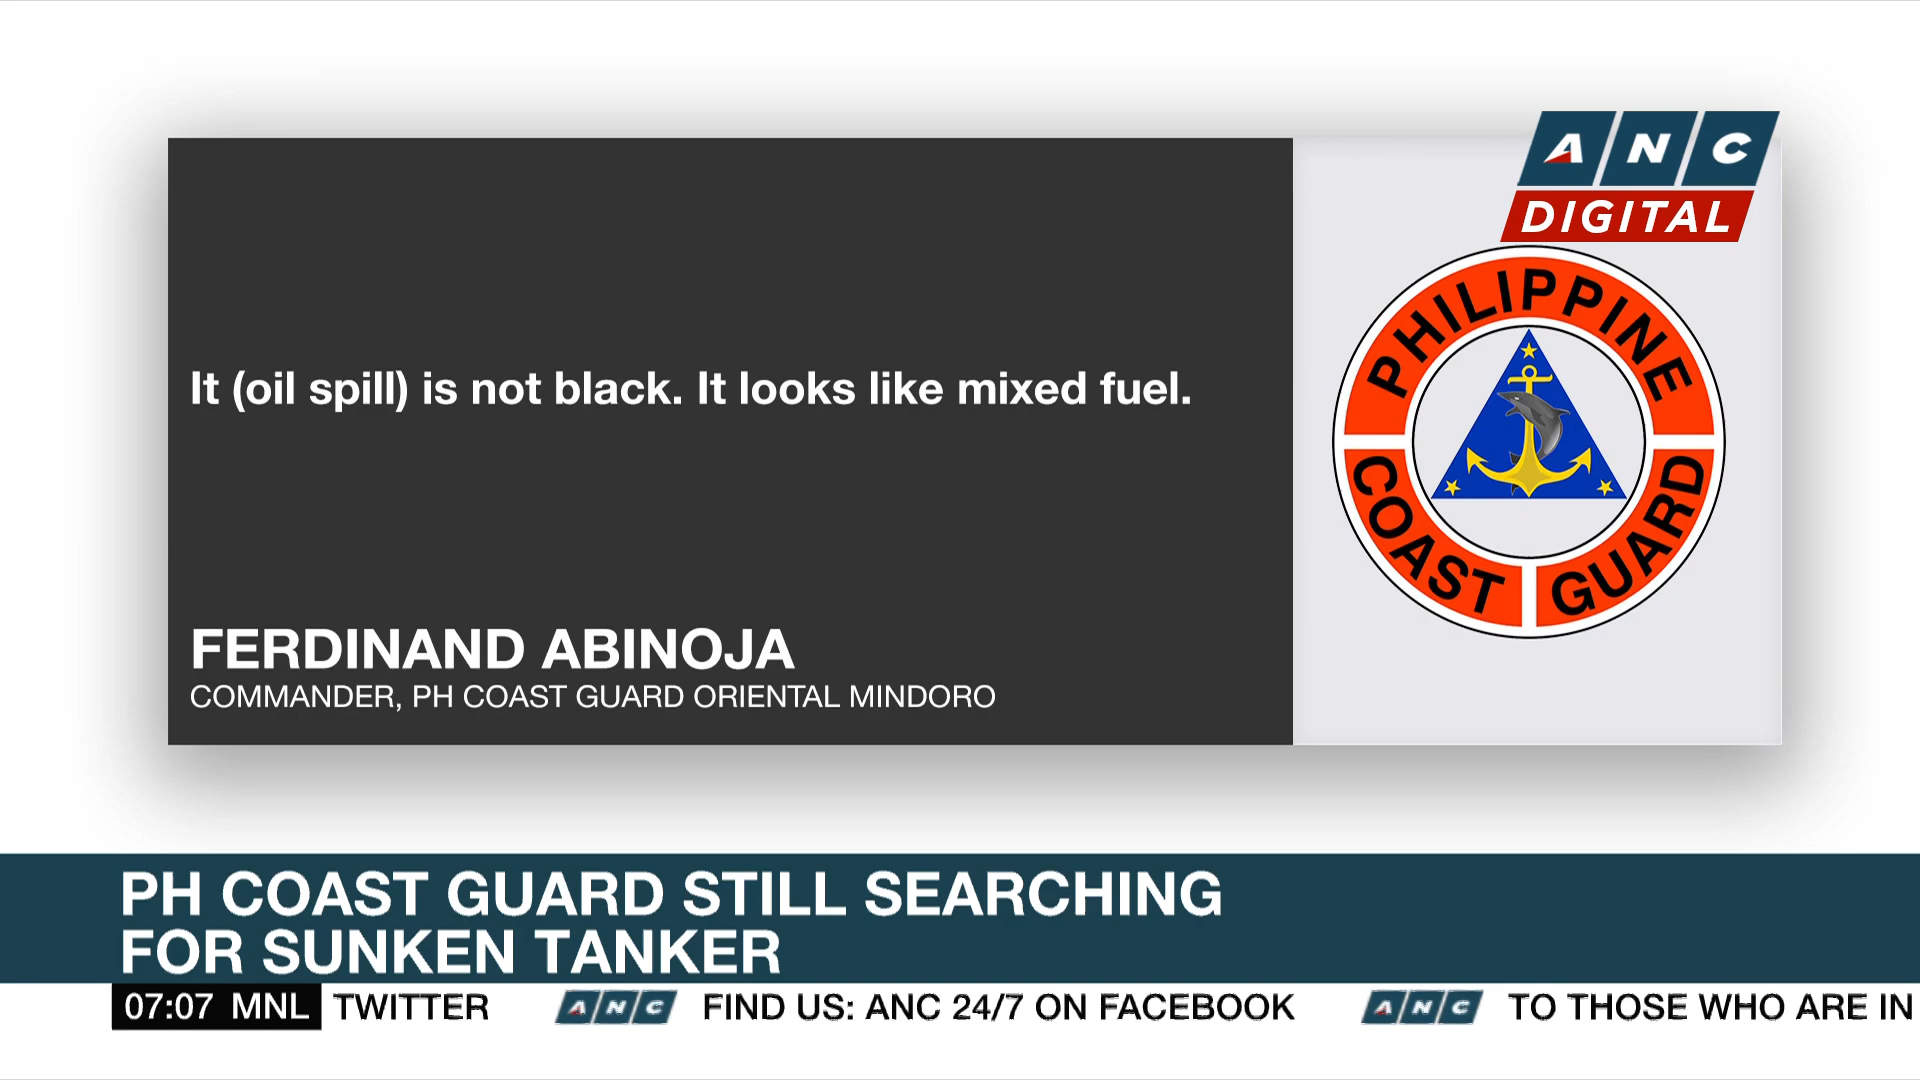 ANC
DIGITAL
PHILIPPINE
COAST GUARD
It (oil spill) is not black. It looks like mixed fuel.
FERDINAND ABINOJA
COMMANDER, PH COAST GUARD ORIENTAL MINDORO
PH COAST GUARD STILL SEARCHING
FOR SUNKEN TANKER
07:07 MNL TWITTER ANC FIND US: ANC 24/7 ON FACEBOOK ANC TO THOSE WHO ARE IN